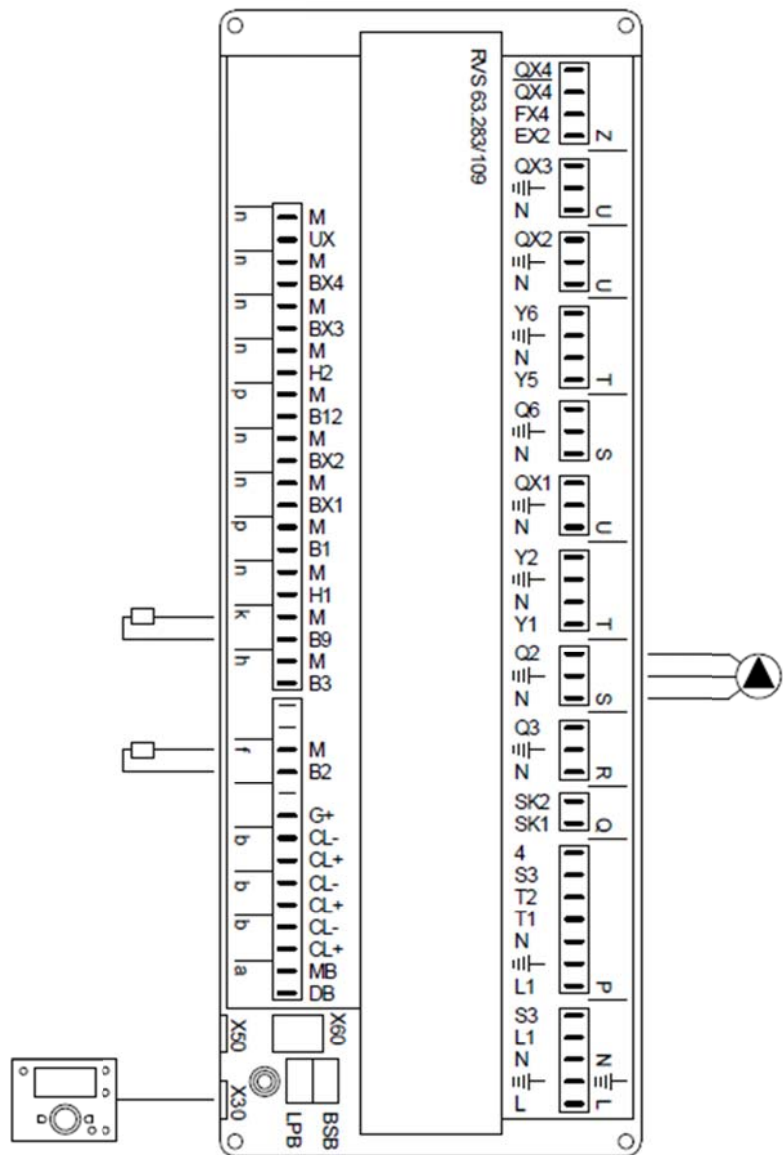 RVS 63.283/109
n M
UX
n M
BX4
n M
BX3
n M
H2
p M
B12
n M
BX2
n M
BX1
p M
B1
n M
H1
k M
B9
h M
B3
f M
B2
G+
b CL-
CL+
b CL-
CL+
b CL-
CL+
a MB
DB
X50
X60
X30
LPB
BSB
QX4
QX4
FX4
EX2 Z
QX3
N U
QX2
N U
Y6
N
Y5 T
Q6
N S
QX1
N U
Y2
N
Y1 T
Q2
N S
Q3
N R
SK2
SK1 Q
4
S3
T2
T1
N
L1 P
S3
L1
N N
L L